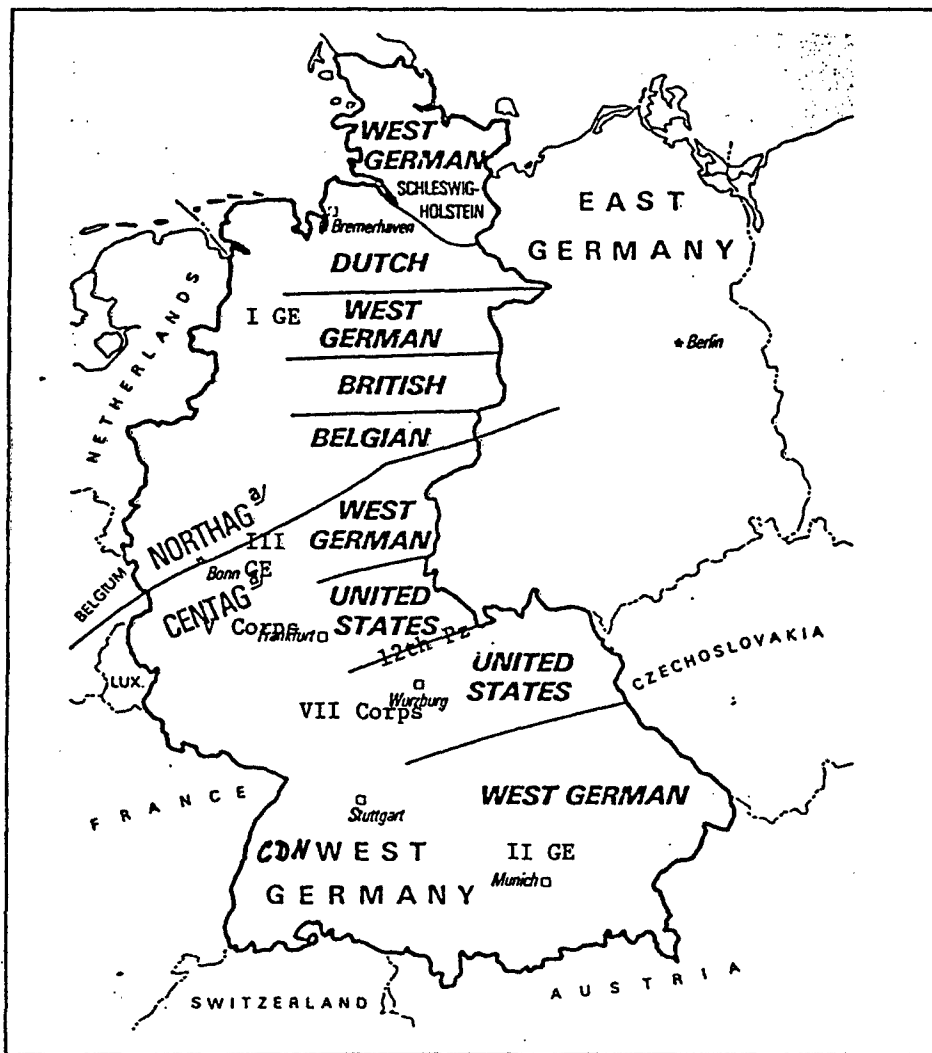 WEST
GERMAN
SCHLESWIG-
HOLSTEIN
EAST
GERMANY
Bremerhaven
DUTCH
NETHERLANDS
I GE
WEST
GERMAN
* Berlin
BRITISH
BELGIAN
NORTHAG a/
WEST
GERMAN
III
GE
Bonn
BELGIUM
CENTAG a/
UNITED
STATES
V Corps
Frankfurt
12th Pz
UNITED
STATES
CZECHOSLOVAKIA
LUX.
Wurzburg
VII Corps
FRANCE
WEST GERMAN
Stuttgart
CDN WEST
GERMANY
II GE
Munich
SWITZERLAND
AUSTRIA